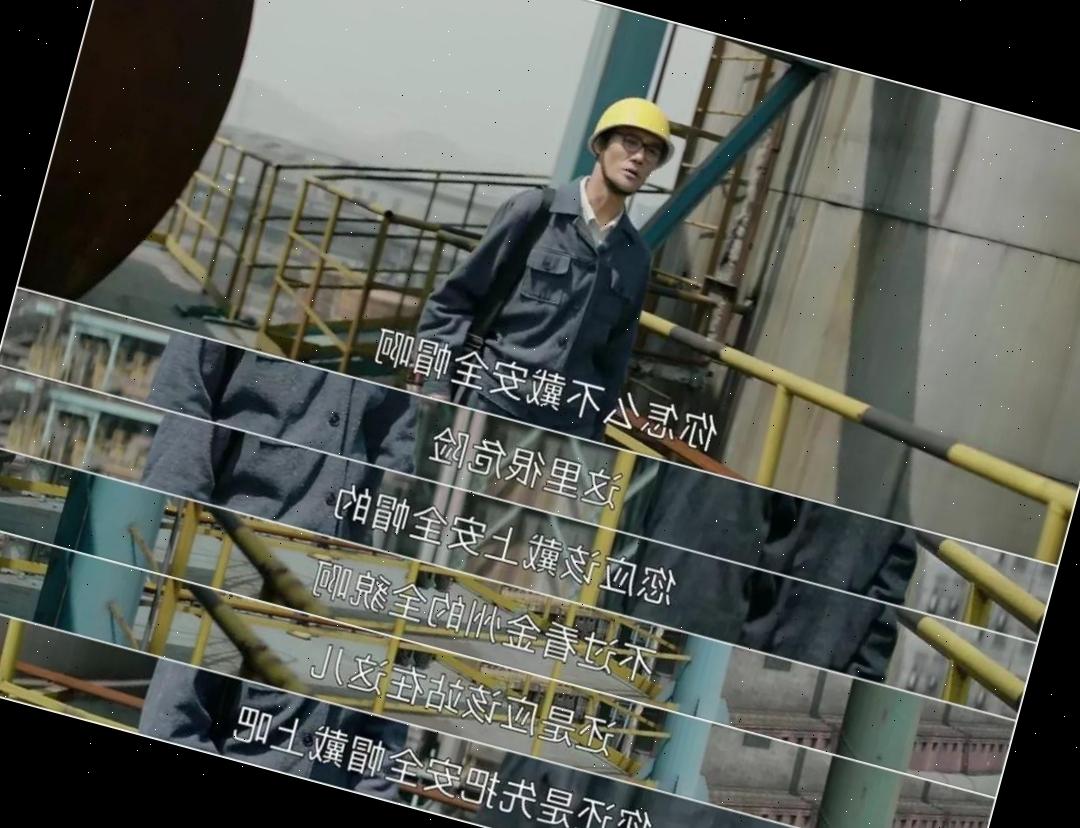 你怎么不戴安全帽啊
这里很危险
您应该戴上安全帽的
不过看金州的全貌啊
还是应该站在这儿
您还是先把安全帽戴上吧